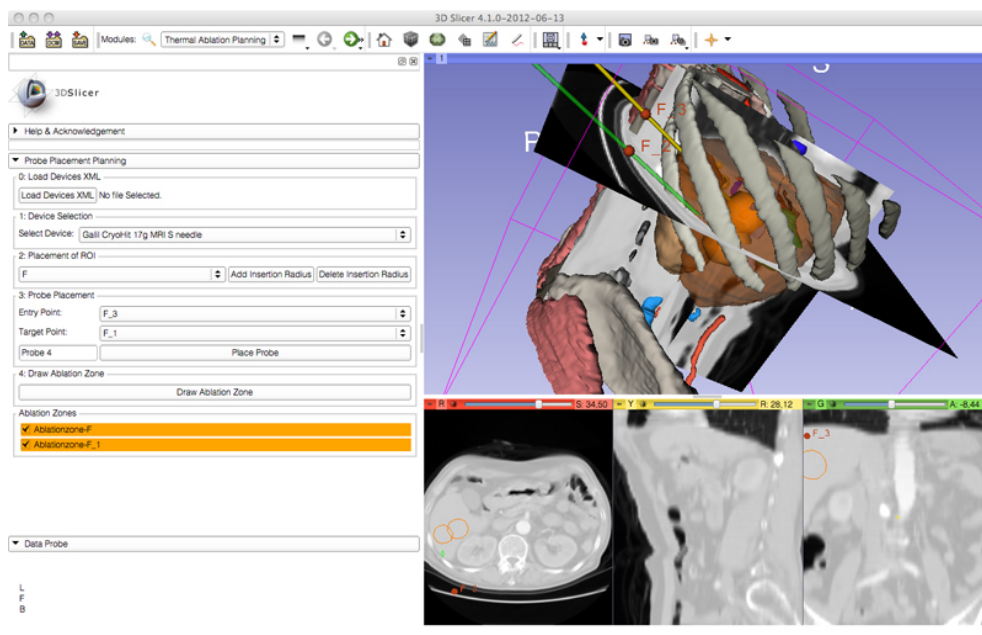 3D Slicer 4.1.0-2012-06-13
DATA DCM SAVE Modules: Thermal Ablation Planning
3DSlicer
Help & Acknowledgement
Probe Placement Planning
0: Load Devices XML
Load Devices XML No file Selected.
1: Device Selection
Select Device: Galil CryoHit 17g MRI S needle
2: Placement of ROI
F Add Insertion Radius Delete Insertion Radius
3: Probe Placement
Entry Point: F_3
Target Point: F_1
Probe 4 Place Probe
4: Draw Ablation Zone
Draw Ablation Zone
Ablation Zones
Ablationzone-F
Ablationzone-F_1
Data Probe
L
F
B
1
S
P
F_3
F_2
R S: 34,50
Y R: 28,12
G A: -8,44
F_3